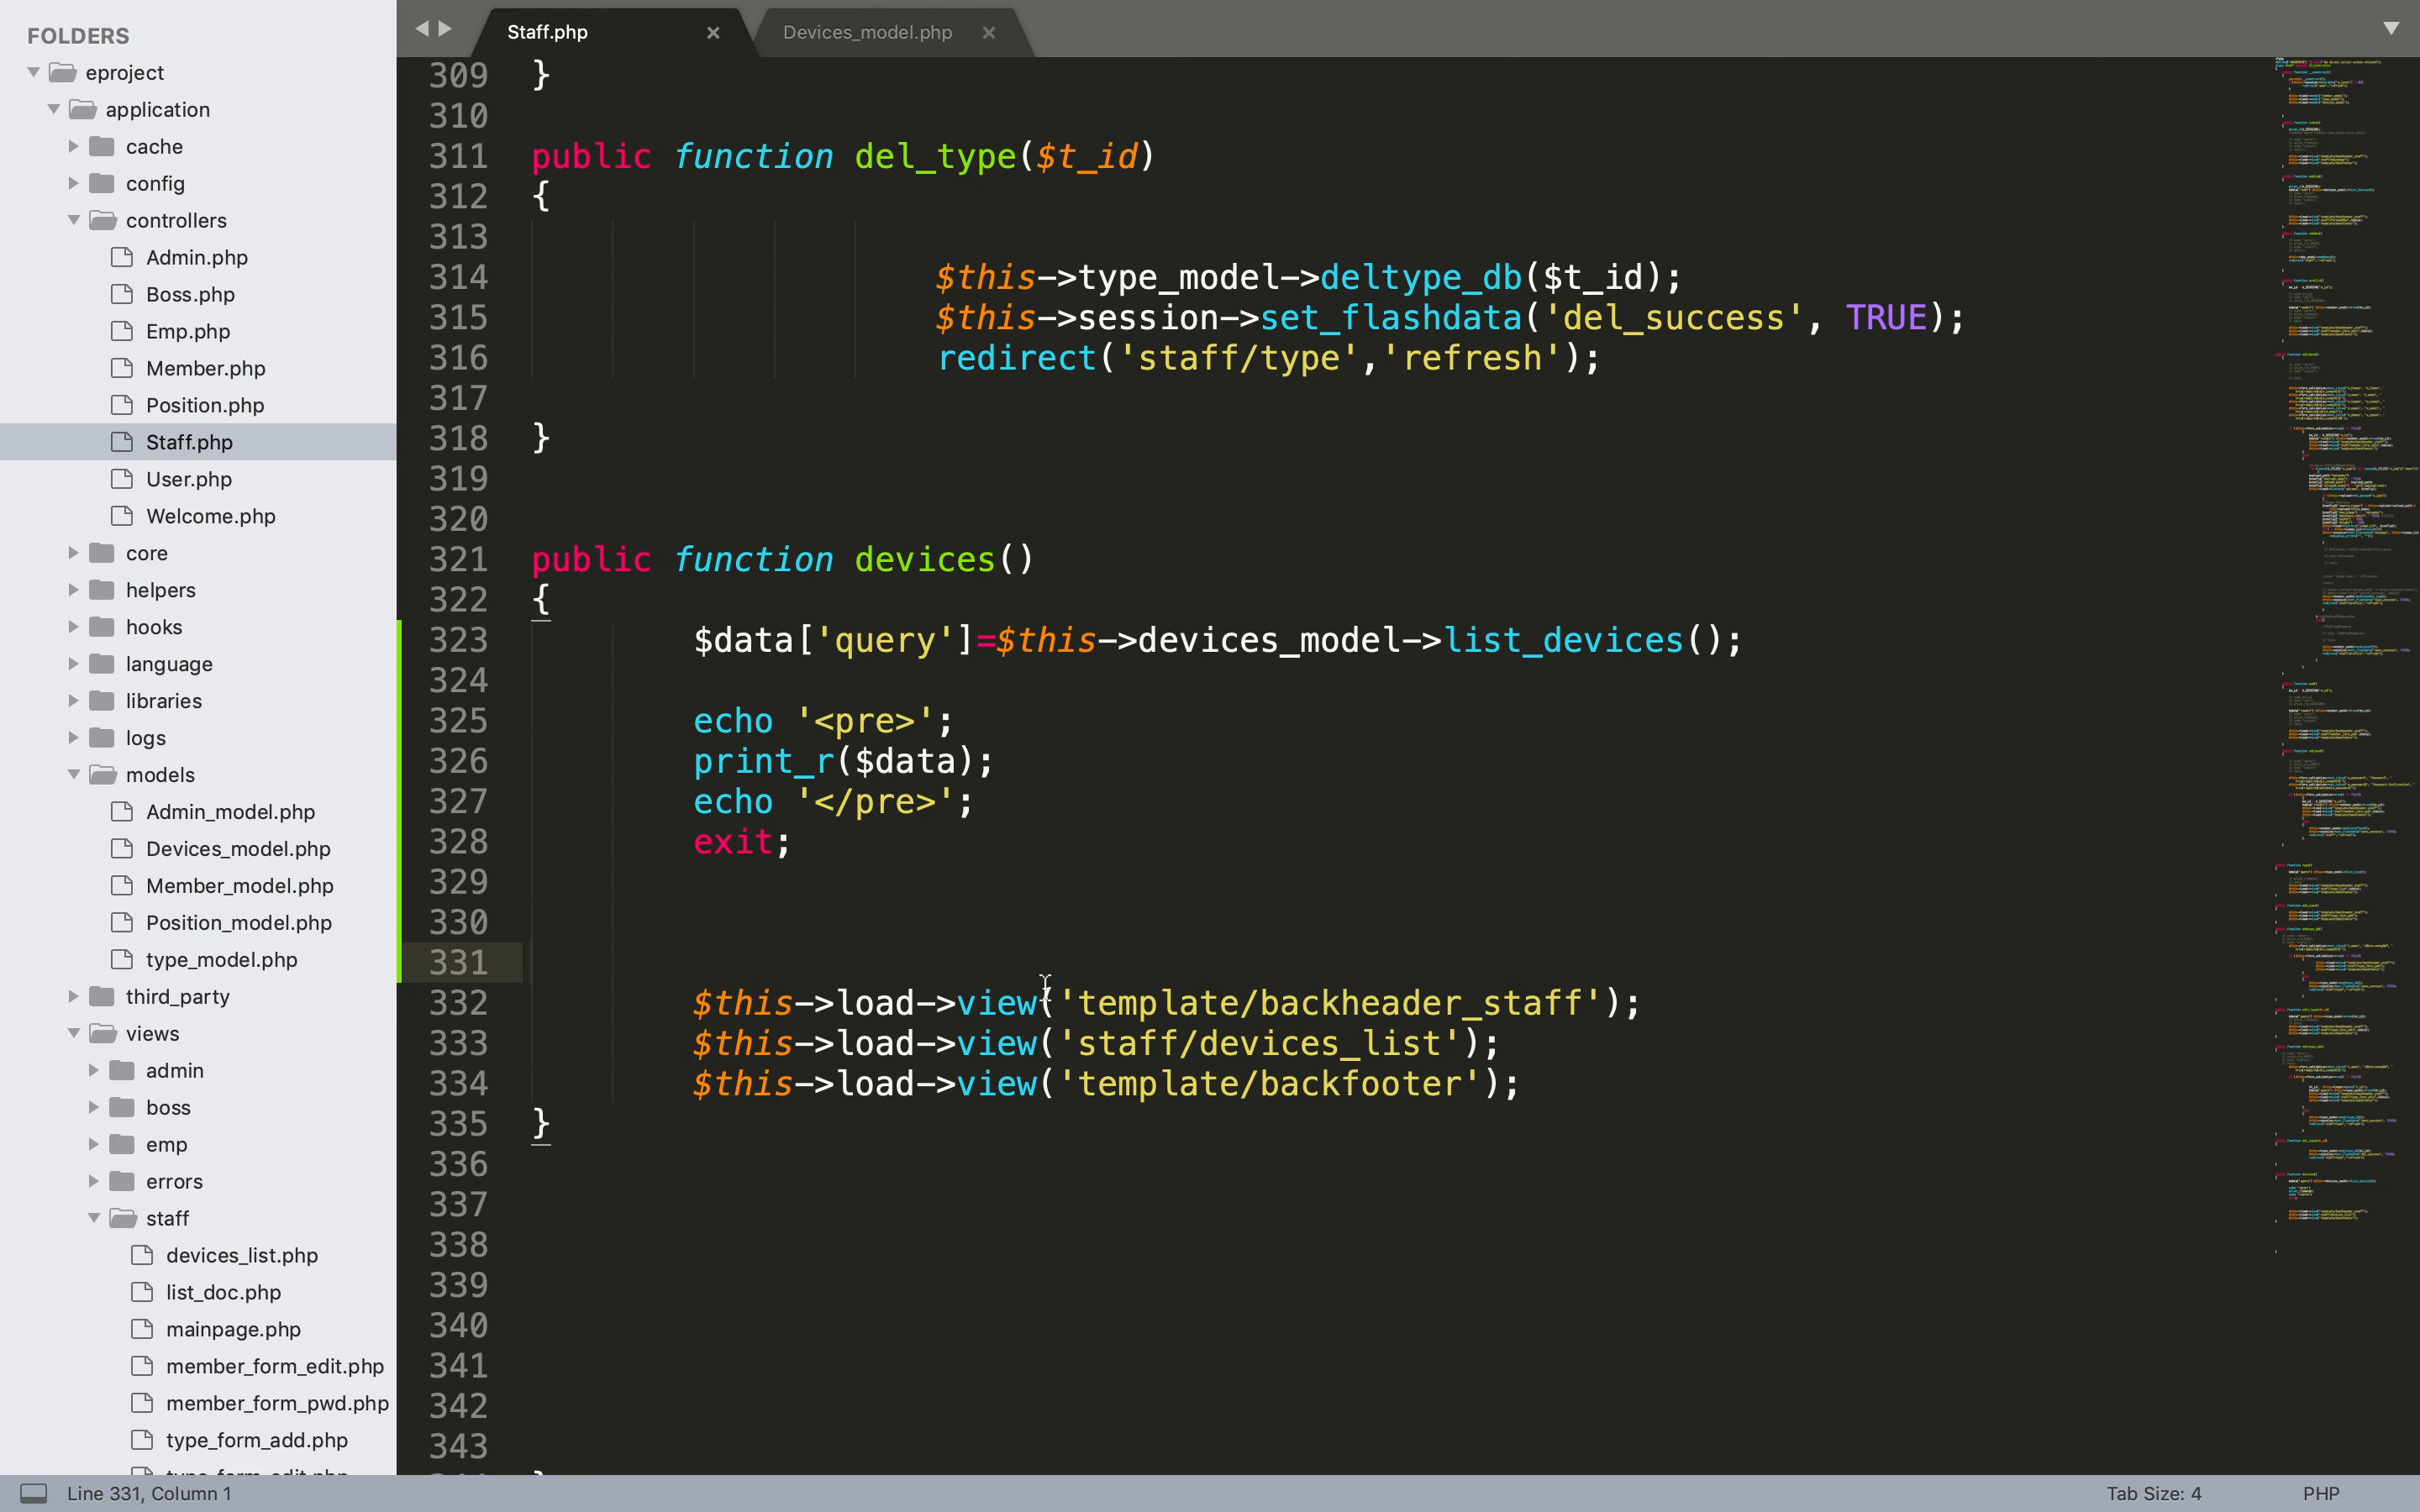 FOLDERS
eproject
application
cache
config
controllers
Admin.php
Boss.php
Emp.php
Member.php
Position.php
Staff.php
User.php
Welcome.php
core
helpers
hooks
language
libraries
logs
models
Admin_model.php
Devices_model.php
Member_model.php
Position_model.php
type_model.php
third_party
views
admin
boss
emp
errors
staff
devices_list.php
list_doc.php
mainpage.php
member_form_edit.php
member_form_pwd.php
type_form_add.php
type_form_edit.php
Staff.php
Devices_model.php
309 }
310
311 public function del_type($t_id)
312 {
313
314 $this->type_model->deltype_db($t_id);
315 $this->session->set_flashdata('del_success', TRUE);
316 redirect('staff/type','refresh');
317
318 }
319
320
321 public function devices()
322 {
323 $data['query']=$this->devices_model->list_devices();
324
325 echo '<pre>';
326 print_r($data);
327 echo '</pre>';
328 exit;
329
330
331
332 $this->load->view('template/backheader_staff');
333 $this->load->view('staff/devices_list');
334 $this->load->view('template/backfooter');
335 }
336
337
338
339
340
341
342
343
Line 331, Column 1
Tab Size: 4
PHP